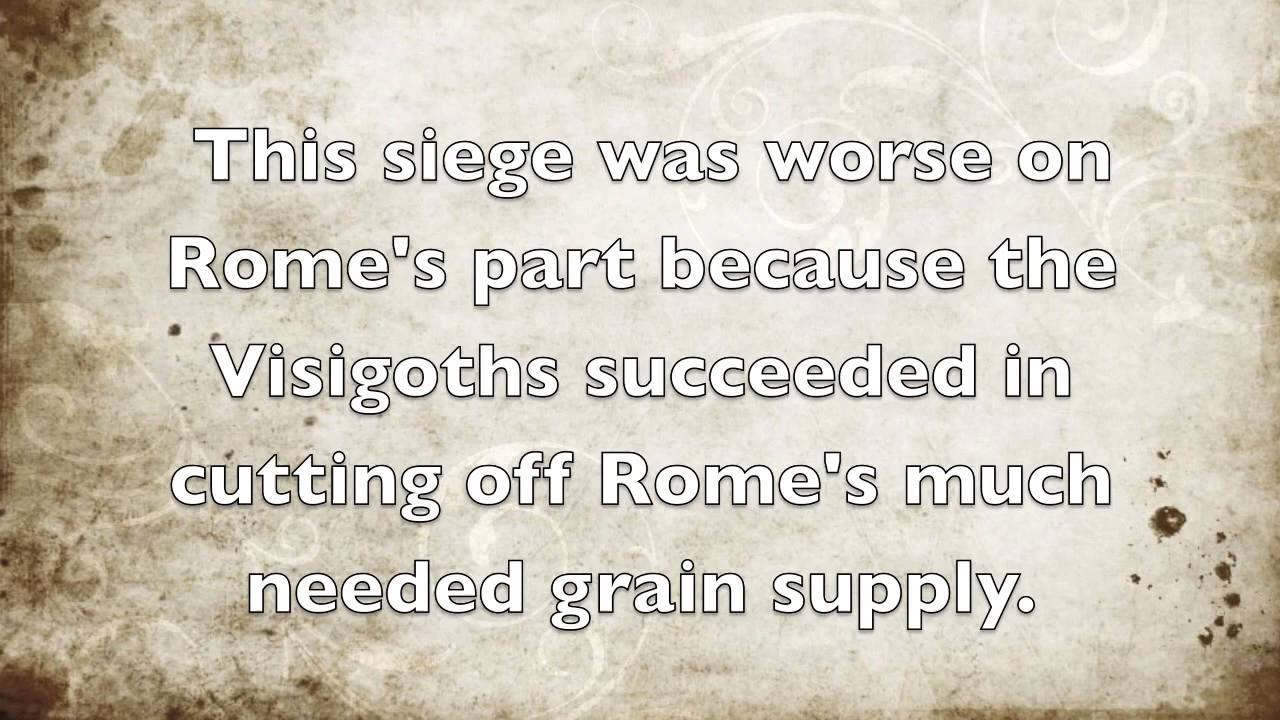 This siege was worse on
Rome's part because the
Visigoths succeeded in
cutting off Rome's much
needed grain supply.